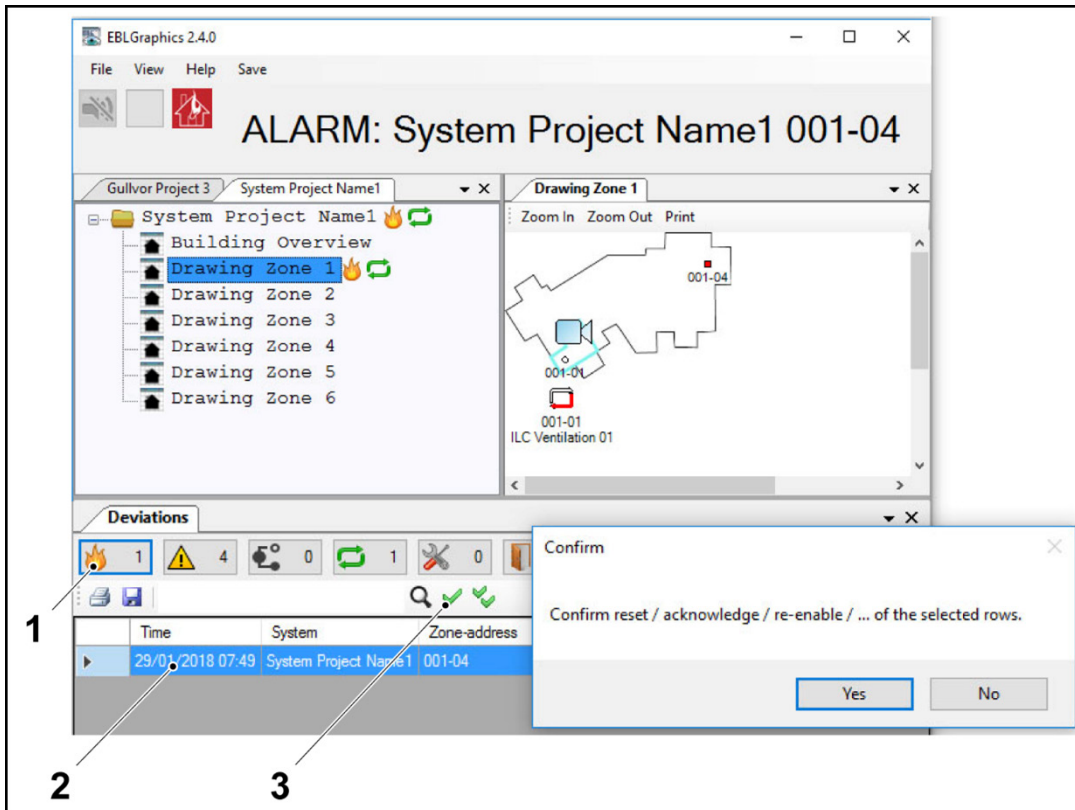 EBLGraphics 2.4.0
File View Help Save
ALARM: System Project Name1 001-04
Gullvor Project 3 System Project Name1
System Project Name1
Building Overview
Drawing Zone 1
Drawing Zone 2
Drawing Zone 3
Drawing Zone 4
Drawing Zone 5
Drawing Zone 6
Drawing Zone 1
Zoom In Zoom Out Print
001-04
001-01
001-01
ILC Ventilation 01
Deviations
1 4 0 1 0
Time System Zone-address
29/01/2018 07:49 System Project Name1 001-04
Confirm
Confirm reset / acknowledge / re-enable / ... of the selected rows.
Yes No
1
2 3